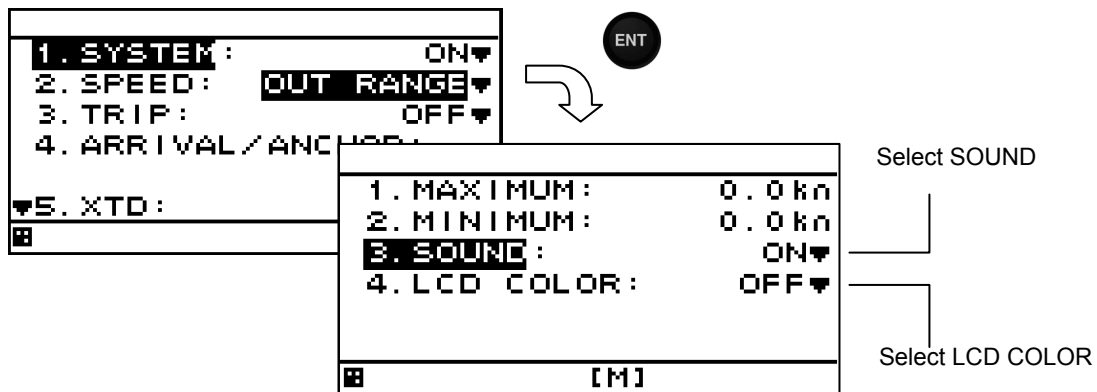 1.SYSTEM: ON▼
2.SPEED: OUT RANGE▼
3.TRIP: OFF▼
4.ARRIVAL/ANCHOR:
▼5.XTD:
ENT
1.MAXIMUM: 0.0kn
2.MINIMUM: 0.0kn
3.SOUND: ON▼
4.LCD COLOR: OFF▼
[M]
Select SOUND
Select LCD COLOR